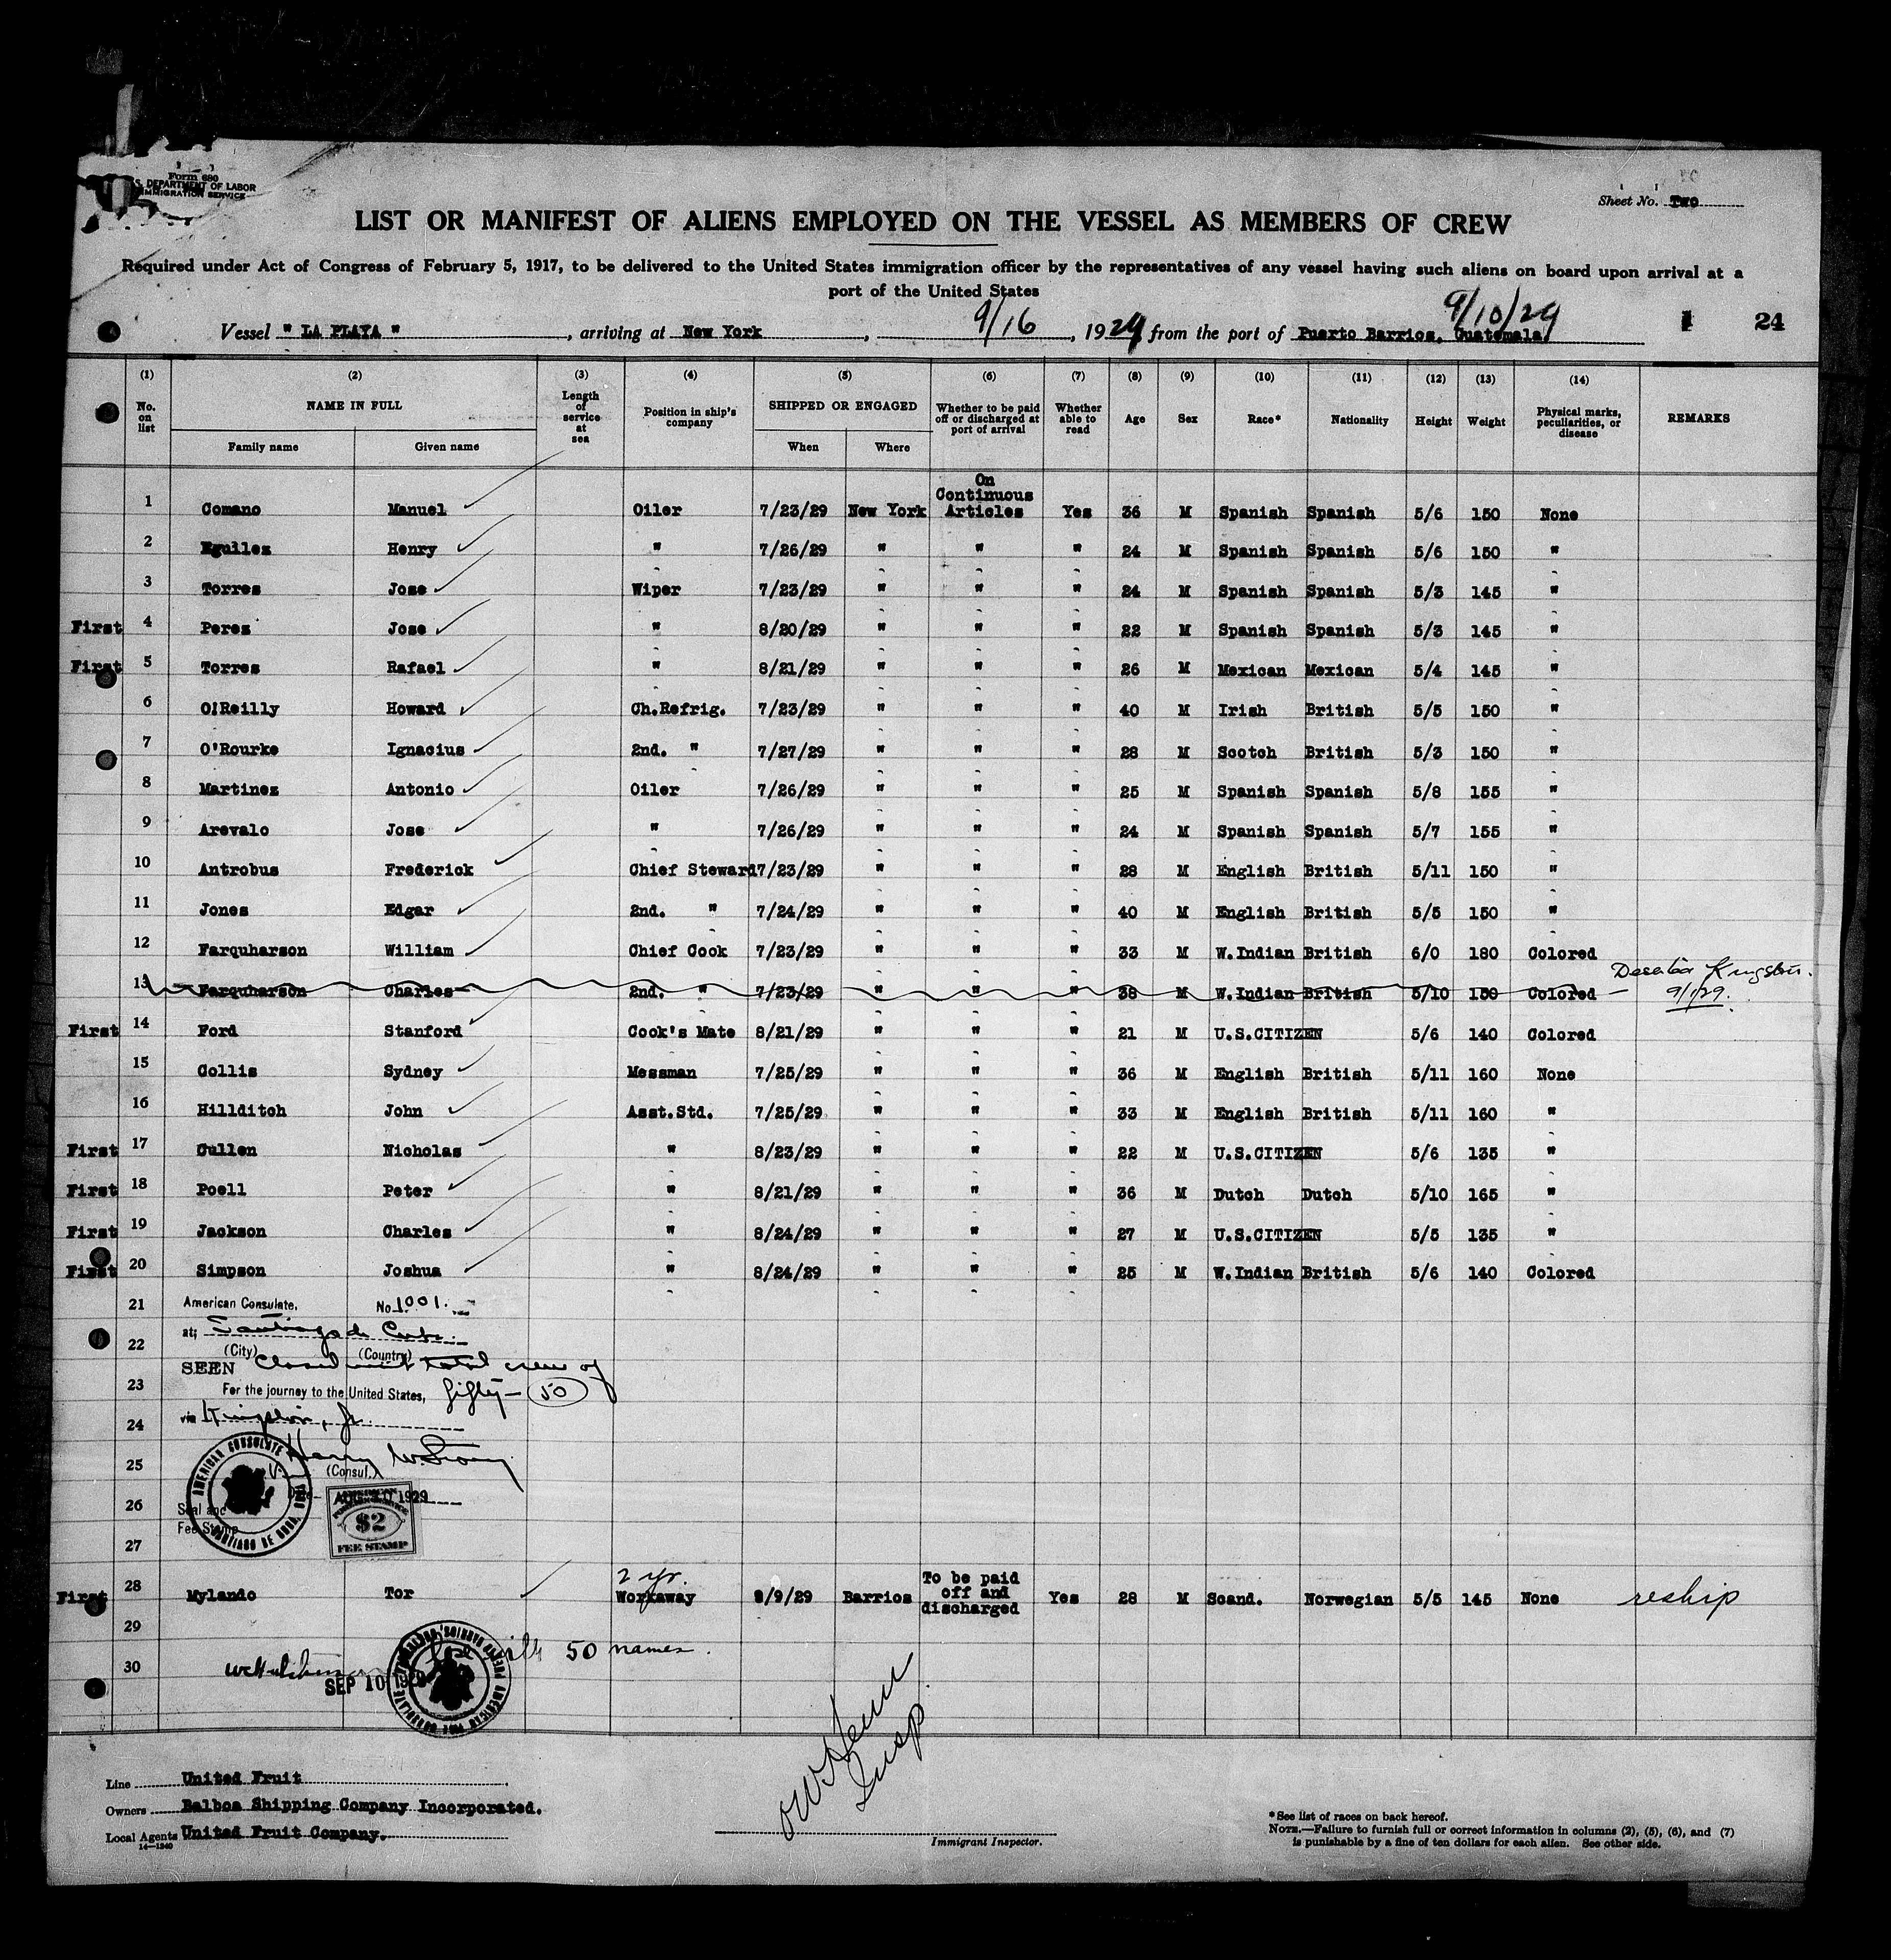 Form 680
DEPARTMENT OF LABOR
IMMIGRATION SERVICE
Sheet No. Two
LIST OR MANIFEST OF ALIENS EMPLOYED ON THE VESSEL AS MEMBERS OF CREW
Required under Act of Congress of February 5, 1917, to be delivered to the United States immigration officer by the representatives of any vessel having such aliens on board upon arrival at a
port of the United States
9/10/29
Vessel " LA PLAYA ", arriving at New York, 9/16, 1929, from the port of Puerto Barrios, Guatemala. 24
(1) (2) (3) (4) (5) (6) (7) (8) (9) (10) (11) (12) (13) (14)
No. on list NAME IN FULL Length of service at sea Position in ship's company SHIPPED OR ENGAGED Whether to be paid off or discharged at port of arrival Whether able to read Age Sex Race* Nationality Height Weight Physical marks, peculiarities, or disease REMARKS
Family name Given name When Where
1 Comano Manuel Oiler 7/23/29 New York On Continuous Articles Yes 36 M Spanish Spanish 5/6 150 None
2 Eguilez Henry " 7/26/29 " " " 24 M Spanish Spanish 5/6 150 "
3 Torres Jose Wiper 7/23/29 " " " 24 M Spanish Spanish 5/3 145 "
First 4 Perez Jose " 8/20/29 " " " 22 M Spanish Spanish 5/3 145 "
First 5 Torres Rafael " 8/21/29 " " " 26 M Mexican Mexican 5/4 145 "
6 O'Reilly Howard Ch.Refrig. 7/23/29 " " " 40 M Irish British 5/5 150 "
7 O'Rourke Ignacius 2nd. " 7/27/29 " " " 28 M Scotch British 5/3 150 "
8 Martinez Antonio Oiler 7/26/29 " " " 25 M Spanish Spanish 5/8 155 "
9 Arevalo Jose " 7/26/29 " " " 24 M Spanish Spanish 5/7 155 "
10 Antrobus Frederick Chief Steward 7/23/29 " " " 28 M English British 5/11 150 "
11 Jones Edgar 2nd. " 7/24/29 " " " 40 M English British 5/5 150 "
12 Farquharson William Chief Cook 7/23/29 " " " 33 M W.Indian British 6/0 180 Colored
13 Farquharson Charles 2nd. " 7/23/29 " " " 38 M W.Indian British 5/10 150 Colored Kingston. 9/1/29.
First 14 Ford Stanford Cook's Mate 8/21/29 " " " 21 M U.S.CITIZEN 5/6 140 Colored
15 Collis Sydney Messman 7/25/29 " " " 36 M English British 5/11 160 None
16 Hillditch John Asst.Std. 7/25/29 " " " 33 M English British 5/11 160 "
First 17 Cullen Nicholas " 8/23/29 " " " 22 M U.S.CITIZEN 5/6 135 "
First 18 Poell Peter " 8/21/29 " " " 36 M Dutch Dutch 5/10 165 "
First 19 Jackson Charles " 8/24/29 " " " 27 M U.S.CITIZEN 5/5 135 "
First 20 Simpson Joshua " 8/24/29 " " " 25 M W.Indian British 5/6 140 Colored
21 American Consulate, No. 1001.
22 at; Santiago de Cuba.
(City) (Country)
SEEN Closed with total crew of
23 For the journey to the United States, fifty- 50
24 via Kingston, Ja.
25 Henry
(Consul.)
26 Seal and
Fee Stamp
1929
AMERICAN CONSULATE
SANTIAGO DE CUBA
$2
FEE STAMP
27
First 28 Mylando Tor 2 yr. Workaway 9/9/29 Barrios To be paid off and discharged Yes 28 M Scand. Norwegian 5/5 145 None reship
29
50 names.
30
SEP 10 1929
Line United Fruit
Owners Balboa Shipping Company Incorporated.
Local Agents United Fruit Company.
14—1240
Insp
Immigrant Inspector.
*See list of races on back hereof.
NOTE.—Failure to furnish full or correct information in columns (2), (5), (6), and (7)
is punishable by a fine of ten dollars for each alien. See other side.